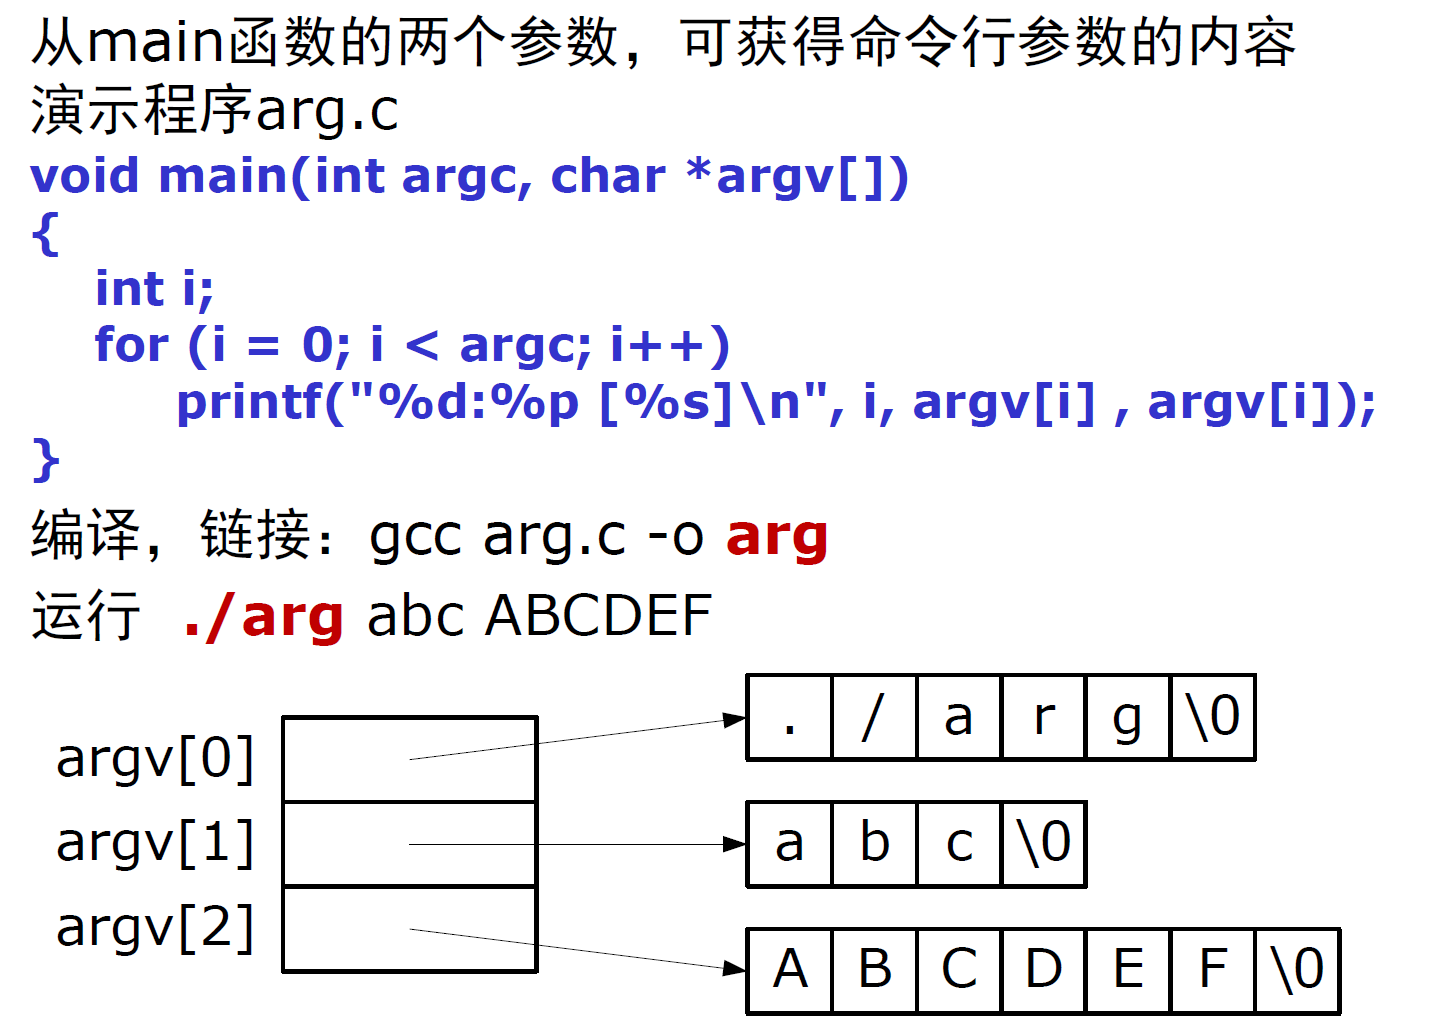 从main函数的两个参数，可获得命令行参数的内容
演示程序arg.c
void main(int argc, char *argv[])
{
int i;
for (i = 0; i < argc; i++)
printf("%d:%p [%s]\n", i, argv[i] , argv[i]);
}
编译，链接：gcc arg.c -o arg
运行 ./arg abc ABCDEF
. / a r g \0
argv[0]
argv[1]
a b c \0
argv[2]
A B C D E F \0